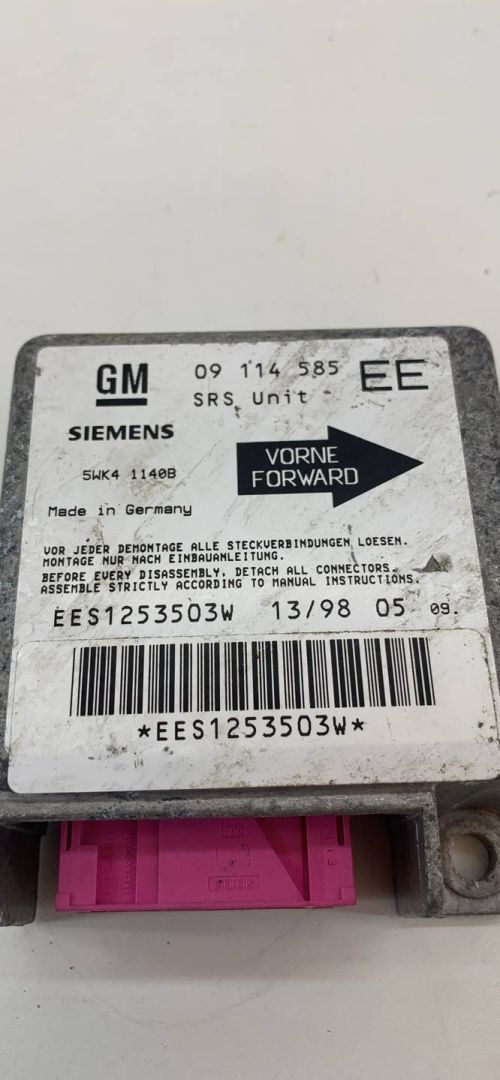 GM 09 114 585 EE
SRS Unit
SIEMENS
5WK4 1140B
VORNE
FORWARD
Made in Germany
VOR JEDER DEMONTAGE ALLE STECKVERBINDUNGEN LOESEN.
MONTAGE NUR NACH EINBAUANLEITUNG.
BEFORE EVERY DISASSEMBLY, DETACH ALL CONNECTORS.
ASSEMBLE STRICTLY ACCORDING TO MANUAL INSTRUCTIONS.
EES1253503W 13/98 05 09.
*EES1253503W*